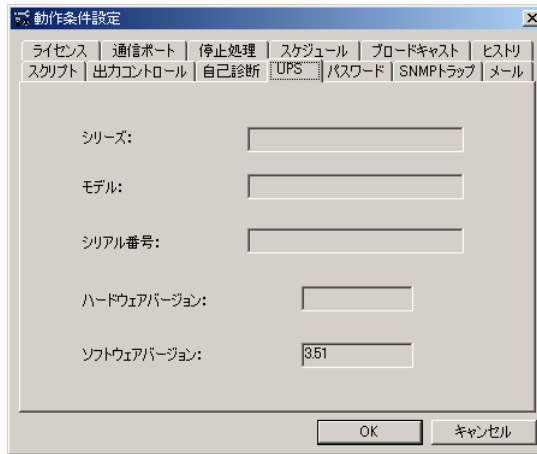 動作条件設定
ライセンス 通信ポート 停止処理 スケジュール ブロードキャスト ヒストリ
スクリプト 出力コントロール 自己診断 UPS パスワード SNMPトラップ メール
シリーズ:
モデル:
シリアル番号:
ハードウェアバージョン:
ソフトウェアバージョン: 3.51
OK キャンセル